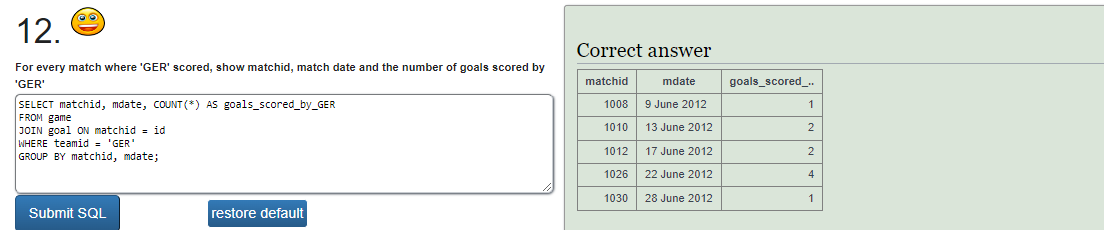 12.
For every match where 'GER' scored, show matchid, match date and the number of goals scored by
'GER'
SELECT matchid, mdate, COUNT(*) AS goals_scored_by_GER
FROM game
JOIN goal ON matchid = id
WHERE teamid = 'GER'
GROUP BY matchid, mdate;
Submit SQL restore default
Correct answer
matchid mdate goals_scored_..
1008 9 June 2012 1
1010 13 June 2012 2
1012 17 June 2012 2
1026 22 June 2012 4
1030 28 June 2012 1